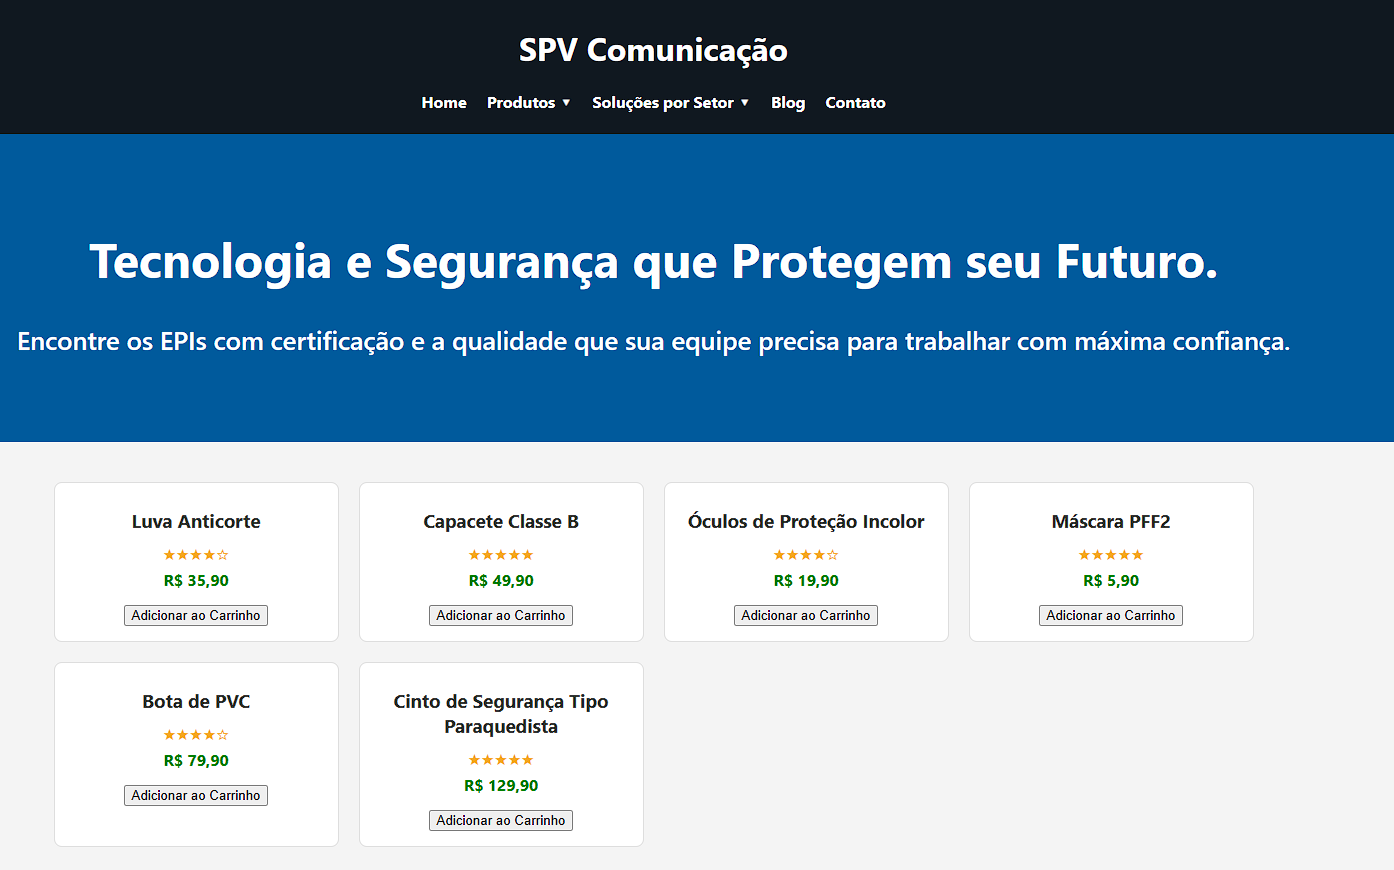 SPV Comunicação
Home Produtos ▼ Soluções por Setor ▼ Blog Contato
Tecnologia e Segurança que Protegem seu Futuro.
Encontre os EPIs com certificação e a qualidade que sua equipe precisa para trabalhar com máxima confiança.
Luva Anticorte
★★★★☆
R$ 35,90
Adicionar ao Carrinho
Capacete Classe B
★★★★★
R$ 49,90
Adicionar ao Carrinho
Óculos de Proteção Incolor
★★★★☆
R$ 19,90
Adicionar ao Carrinho
Máscara PFF2
★★★★★
R$ 5,90
Adicionar ao Carrinho
Bota de PVC
★★★★☆
R$ 79,90
Adicionar ao Carrinho
Cinto de Segurança Tipo
Paraquedista
★★★★★
R$ 129,90
Adicionar ao Carrinho